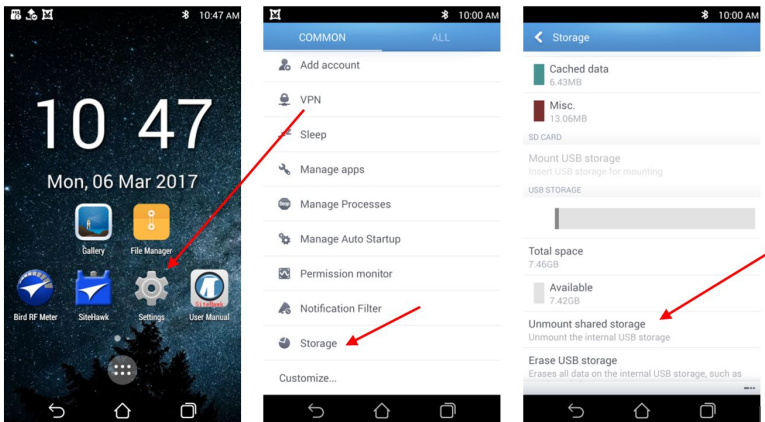 10:47 AM
10 47
Mon, 06 Mar 2017
Gallery
File Manager
Bird RF Meter
SiteHawk
Settings
SiteHawk
User Manual
10:00 AM
COMMON
ALL
Add account
VPN
Sleep
Manage apps
Manage Processes
Manage Auto Startup
Permission monitor
Notification Filter
Storage
Customize...
10:00 AM
Storage
Cached data
6.43MB
Misc.
13.06MB
SD CARD
Mount USB storage
Insert USB storage for mounting
USB STORAGE
Total space
7.46GB
Available
7.42GB
Unmount shared storage
Unmount the internal USB storage
Erase USB storage
Erases all data on the internal USB storage, such as